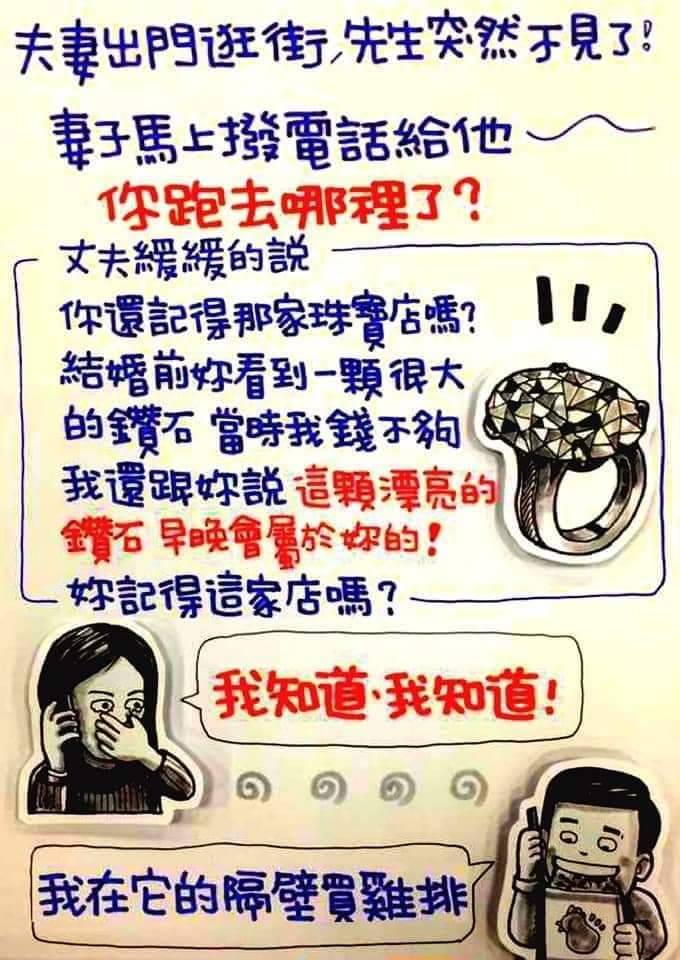 夫妻出門逛街，先生突然不見了!
妻子馬上撥電話給他
你跑去哪裡了？
丈夫緩緩的說
你還記得那家珠寶店嗎?
結婚前妳看到一顆很大
的鑽石 當時我錢不夠
我還跟妳說 這顆漂亮的
鑽石 早晚會屬於妳的!
妳記得這家店嗎？
我知道、我知道!
我在它的隔壁買雞排